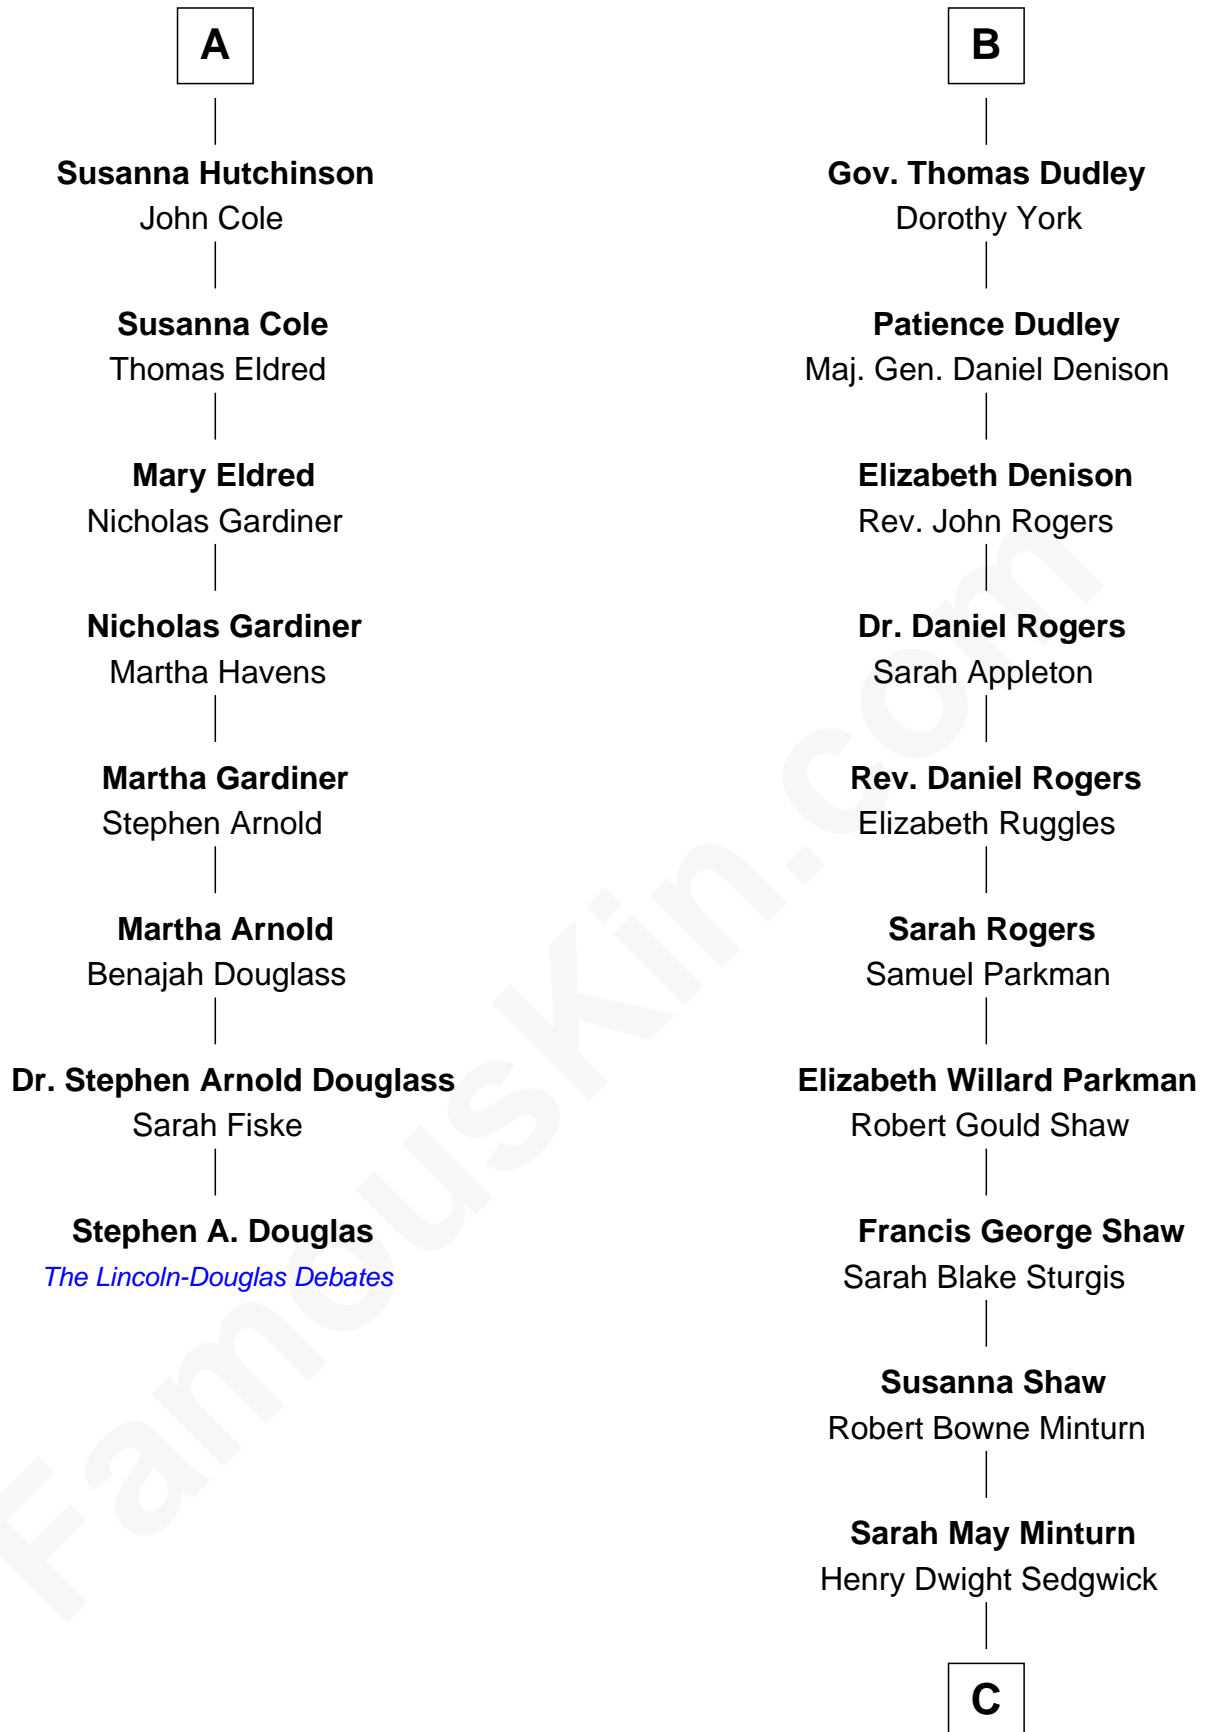 A
Susanna Hutchinson
John Cole
Susanna Cole
Thomas Eldred
Mary Eldred
Nicholas Gardiner
Nicholas Gardiner
Martha Havens
Martha Gardiner
Stephen Arnold
Martha Arnold
Benajah Douglass
Dr. Stephen Arnold Douglass
Sarah Fiske
Stephen A. Douglas
The Lincoln-Douglas Debates
B
Gov. Thomas Dudley
Dorothy York
Patience Dudley
Maj. Gen. Daniel Denison
Elizabeth Denison
Rev. John Rogers
Dr. Daniel Rogers
Sarah Appleton
Rev. Daniel Rogers
Elizabeth Ruggles
Sarah Rogers
Samuel Parkman
Elizabeth Willard Parkman
Robert Gould Shaw
Francis George Shaw
Sarah Blake Sturgis
Susanna Shaw
Robert Bowne Minturn
Sarah May Minturn
Henry Dwight Sedgwick
C
FamousKin.com